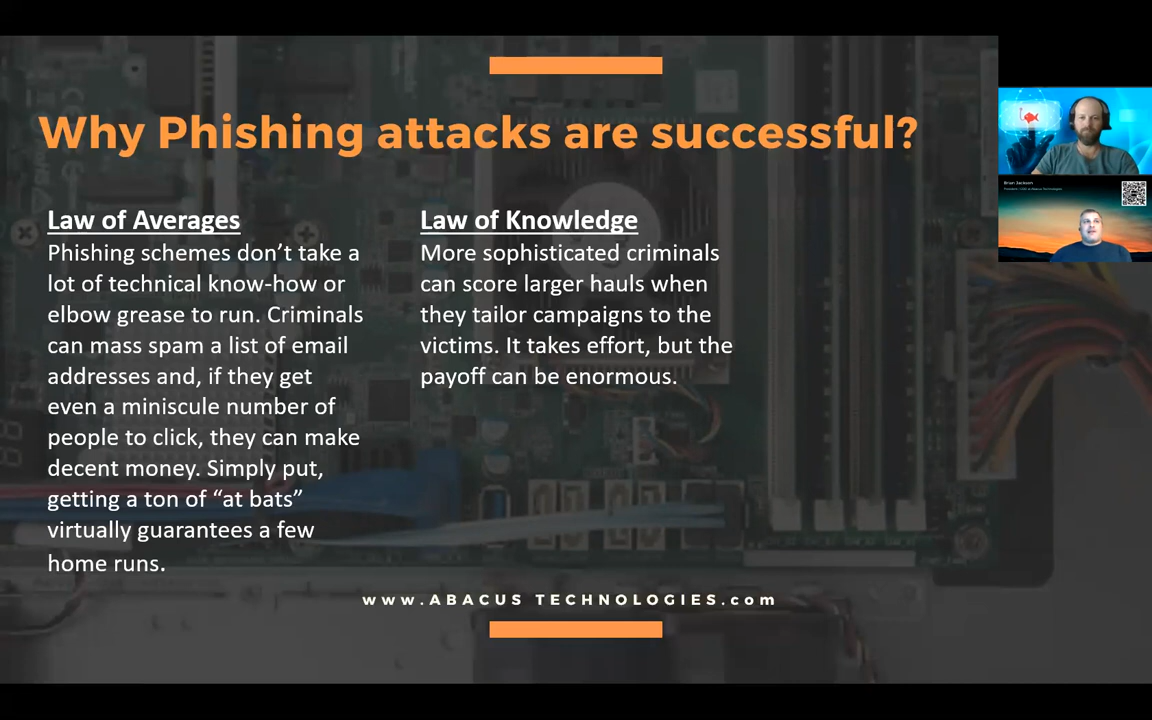 Why Phishing attacks are successful?
Law of Averages
Phishing schemes don’t take a
lot of technical know-how or
elbow grease to run. Criminals
can mass spam a list of email
addresses and, if they get
even a miniscule number of
people to click, they can make
decent money. Simply put,
getting a ton of “at bats”
virtually guarantees a few
home runs.
Law of Knowledge
More sophisticated criminals
can score larger hauls when
they tailor campaigns to the
victims. It takes effort, but the
payoff can be enormous.
www.ABACUS TECHNOLOGIES.com
Brian Jackson